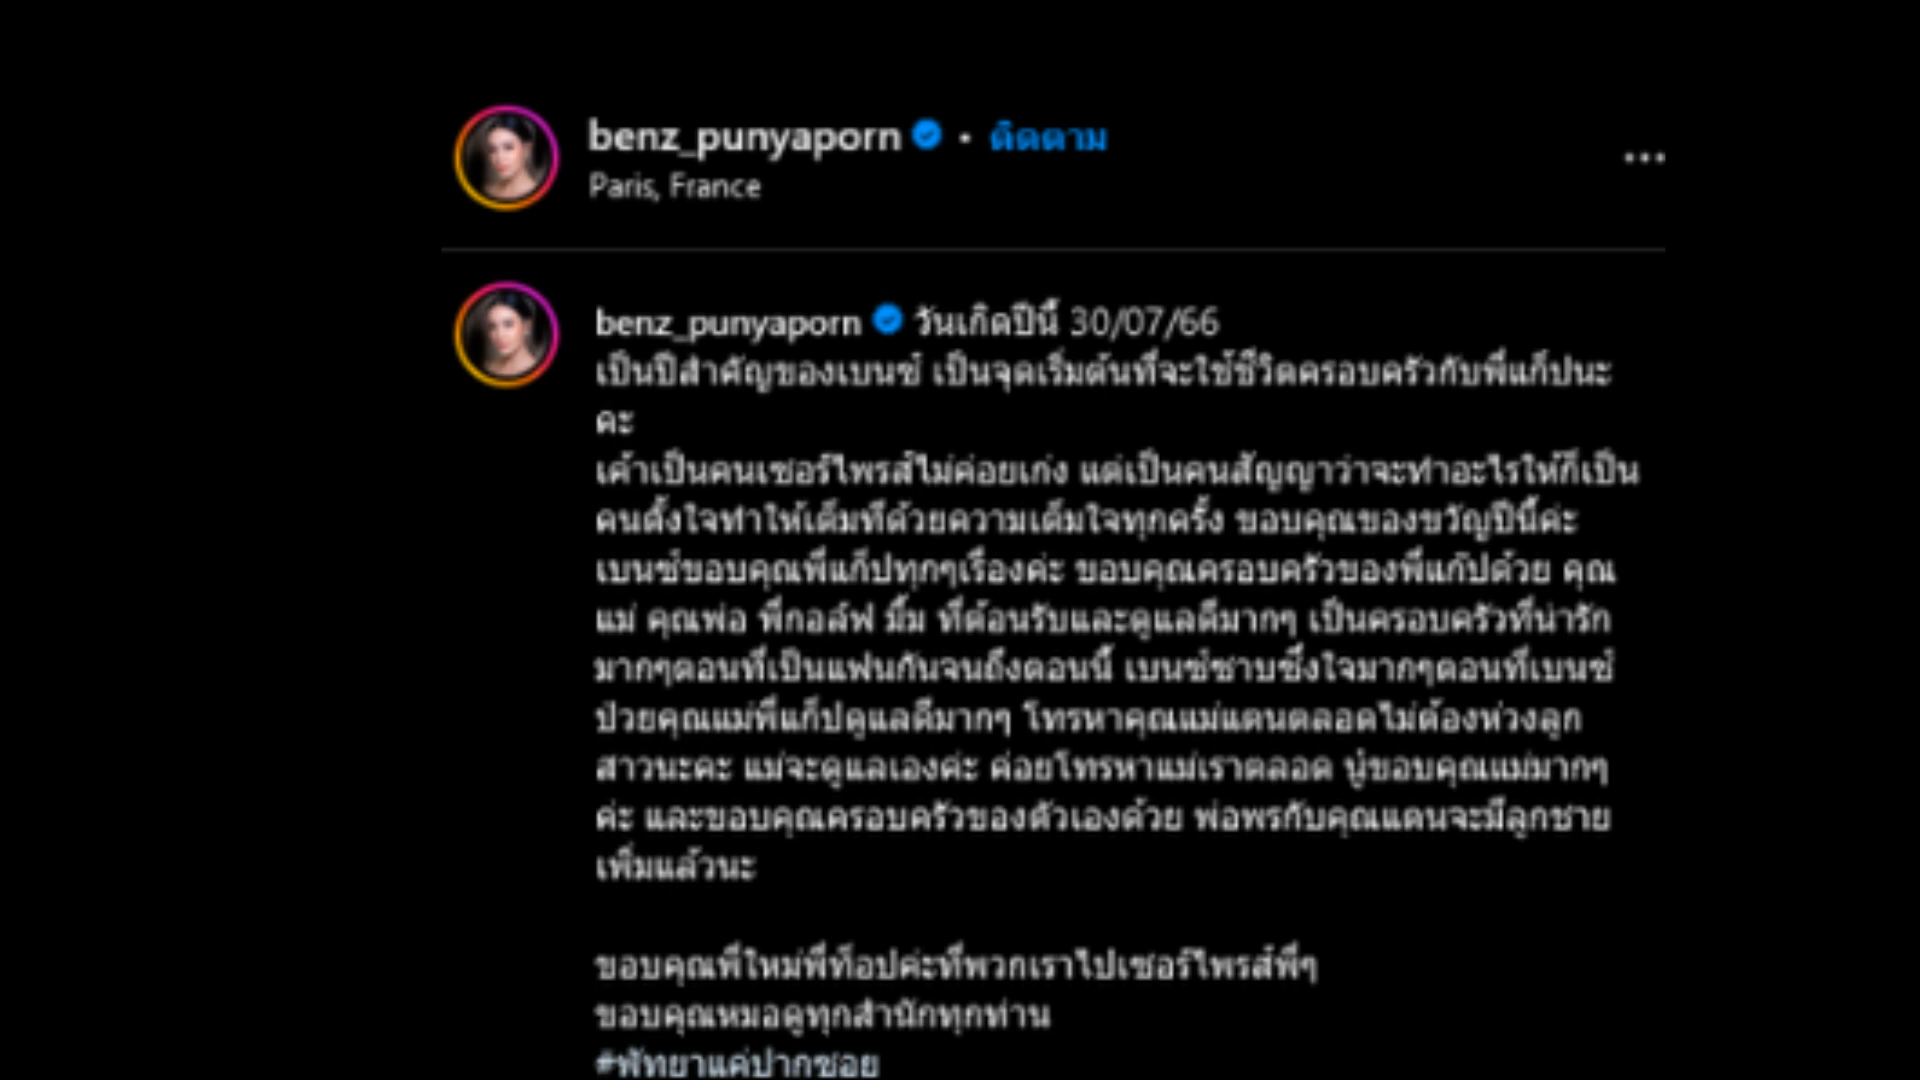 benz_punyaporn • ติดตาม
Paris, France
benz_punyaporn วันเกิดปีนี้ 30/07/66
เป็นปีสำคัญของเบนซ์ เป็นจุดเริ่มต้นที่จะใช้ชีวิตครอบครัวกับพี่แก๊ปนะ
คะ
เค้าเป็นคนเซอร์ไพรส์ไม่ค่อยเก่ง แต่เป็นคนสัญญาว่าจะทำอะไรให้ก็เป็น
คนตั้งใจทำให้เต็มที่ด้วยความเต็มใจทุกครั้ง ขอบคุณของขวัญปีนี้ค่ะ
เบนซ์ขอบคุณพี่แก๊ปทุกๆเรื่องค่ะ ขอบคุณครอบครัวของพี่แก๊ปด้วย คุณ
แม่ คุณพ่อ พี่กอล์ฟ มิ้ม ที่ต้อนรับและดูแลดีมากๆ เป็นครอบครัวที่น่ารัก
มากๆตอนที่เป็นแฟนกันจนถึงตอนนี้ เบนซ์ซาบซึ้งใจมากๆตอนที่เบนซ์
ป่วยคุณแม่พี่แก๊ปดูแลดีมากๆ โทรหาคุณแม่แตนตลอดไม่ต้องห่วงลูก
สาวนะคะ แม่จะดูแลเองค่ะ ค่อยโทรหาแม่เราตลอด นู๋ขอบคุณแม่มากๆ
ค่ะ และขอบคุณครอบครัวของตัวเองด้วย พ่อพรกับคุณแตนจะมีลูกชาย
เพิ่มแล้วนะ
ขอบคุณพี่ใหม่พี่ท็อปค่ะที่พวกเราไปเซอร์ไพรส์พี่ๆ
ขอบคุณหมอดูทุกสำนักทุกท่าน
#พัทยาแค่ปากซอย